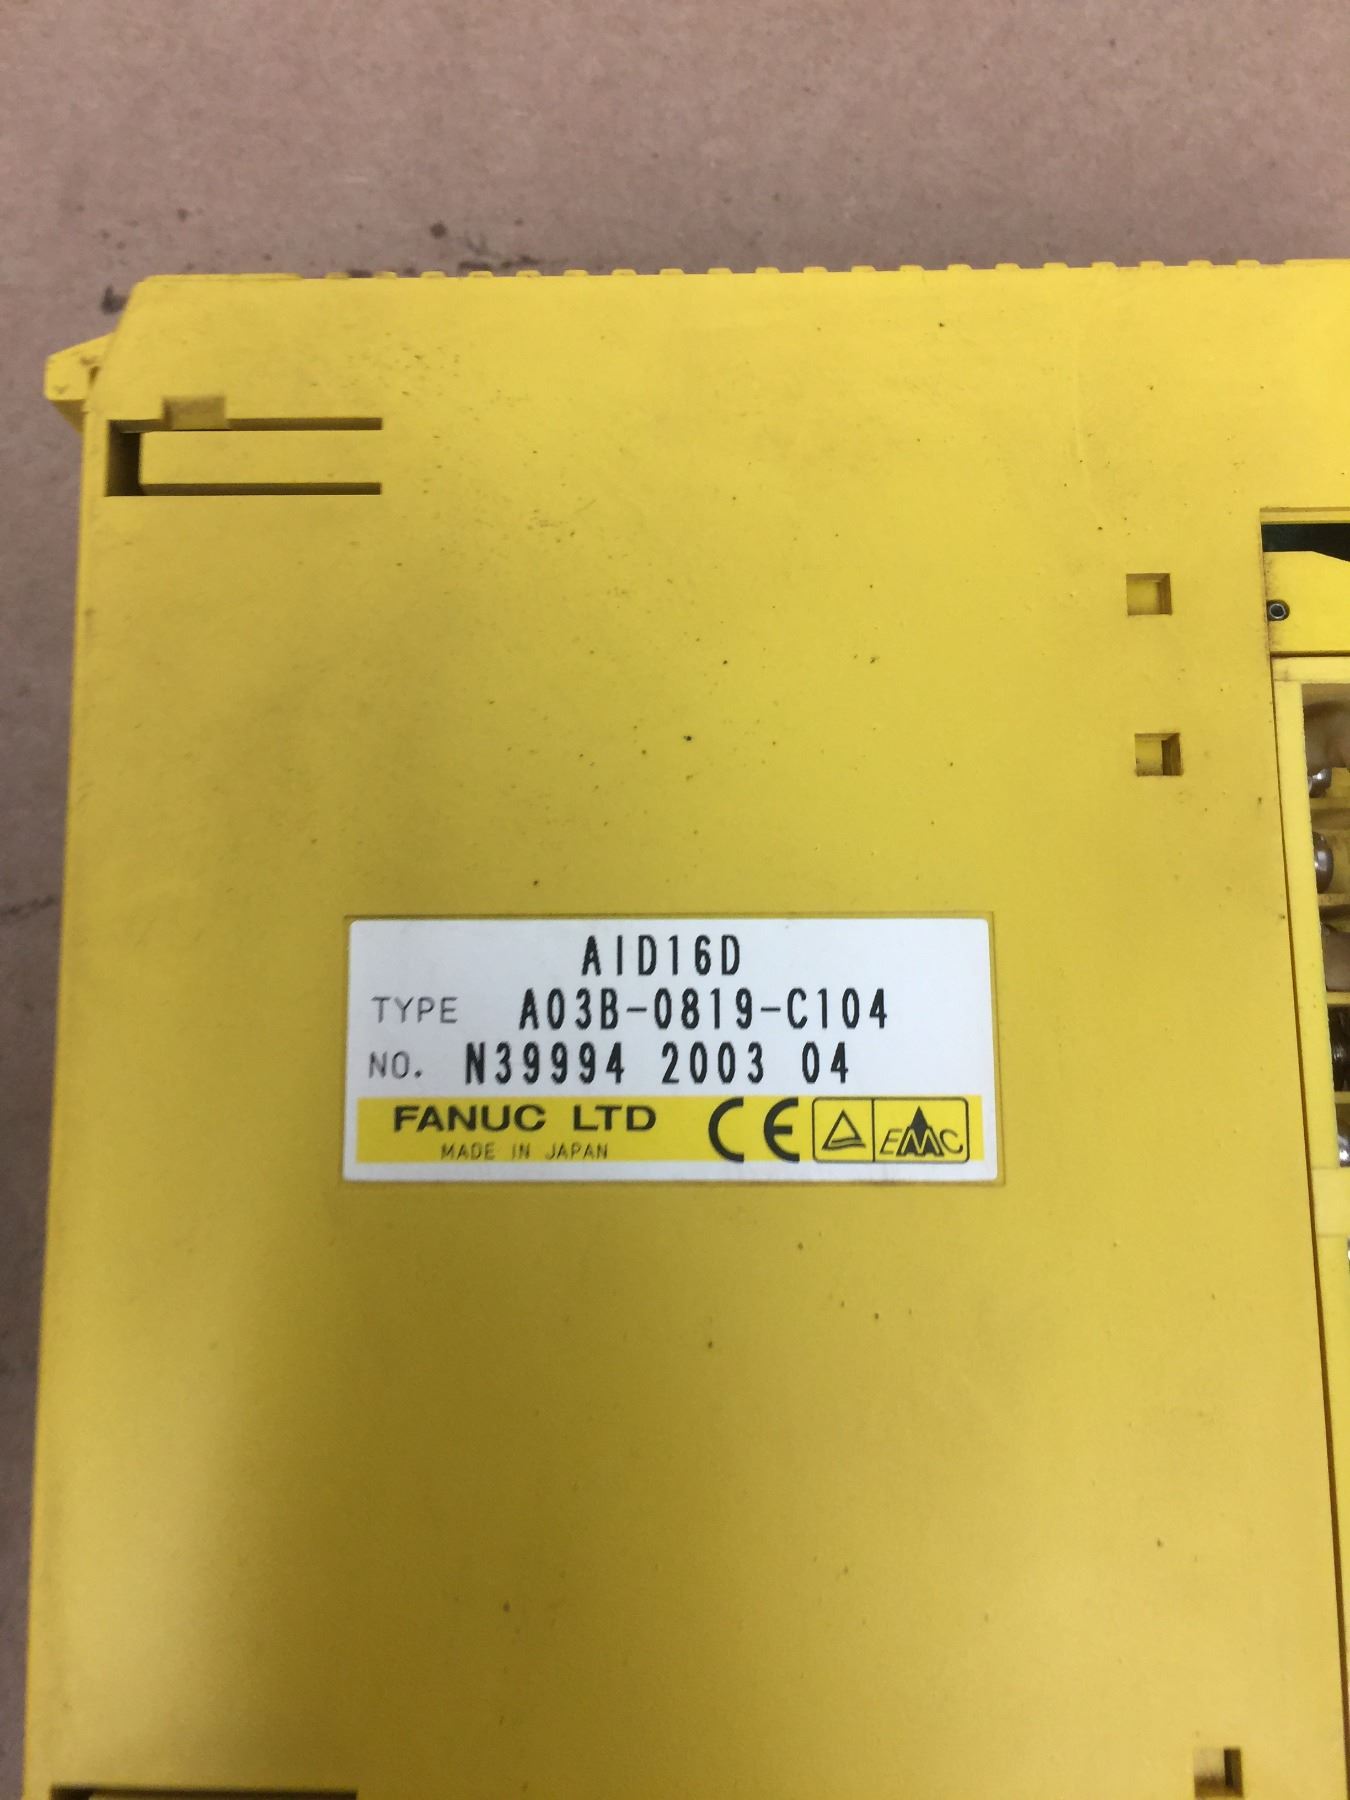 AID16D
TYPE A03B-0819-C104
NO. N39994 2003 04
FANUC LTD CE EMC
MADE IN JAPAN